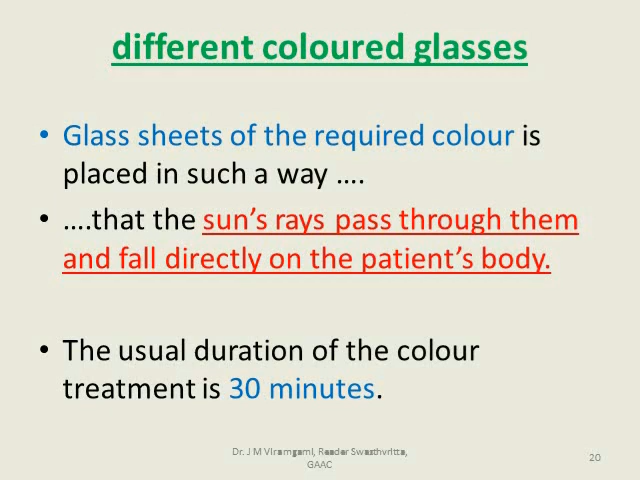 different coloured glasses
• Glass sheets of the required colour is
placed in such a way ….
• ….that the sun’s rays pass through them
and fall directly on the patient’s body.
• The usual duration of the colour
treatment is 30 minutes.
Dr. J M Viramgami, Reader Swasthvritta,
GAAC
20